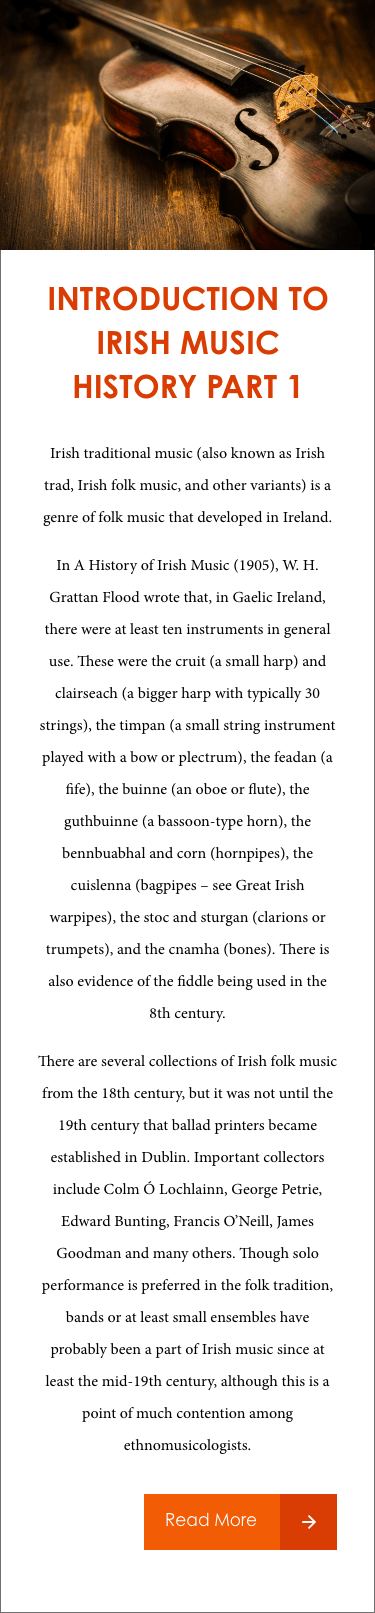 INTRODUCTION TO
IRISH MUSIC
HISTORY PART 1
Irish traditional music (also known as Irish
trad, Irish folk music, and other variants) is a
genre of folk music that developed in Ireland.
In A History of Irish Music (1905), W. H.
Grattan Flood wrote that, in Gaelic Ireland,
there were at least ten instruments in general
use. These were the cruit (a small harp) and
clairseach (a bigger harp with typically 30
strings), the timpan (a small string instrument
played with a bow or plectrum), the feadan (a
fife), the buinne (an oboe or flute), the
guthbuinne (a bassoon-type horn), the
bennbuabhal and corn (hornpipes), the
cuislenna (bagpipes – see Great Irish
warpipes), the stoc and sturgan (clarions or
trumpets), and the cnamha (bones). There is
also evidence of the fiddle being used in the
8th century.
There are several collections of Irish folk music
from the 18th century, but it was not until the
19th century that ballad printers became
established in Dublin. Important collectors
include Colm Ó Lochlainn, George Petrie,
Edward Bunting, Francis O’Neill, James
Goodman and many others. Though solo
performance is preferred in the folk tradition,
bands or at least small ensembles have
probably been a part of Irish music since at
least the mid-19th century, although this is a
point of much contention among
ethnomusicologists.
Read More